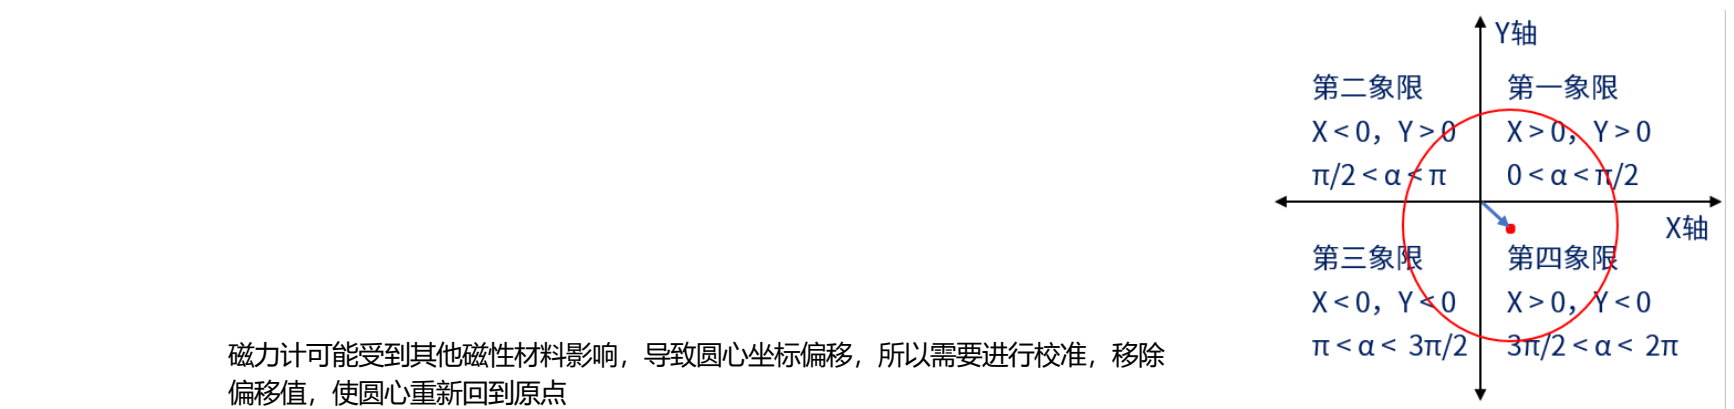 Y轴
第二象限 第一象限
X < 0，Y > 0 X > 0，Y > 0
π/2 < α < π 0 < α < π/2
X轴
第三象限 第四象限
X < 0，Y < 0 X > 0，Y < 0
π < α < 3π/2 3π/2 < α < 2π
磁力计可能受到其他磁性材料影响，导致圆心坐标偏移，所以需要进行校准，移除
偏移值，使圆心重新回到原点